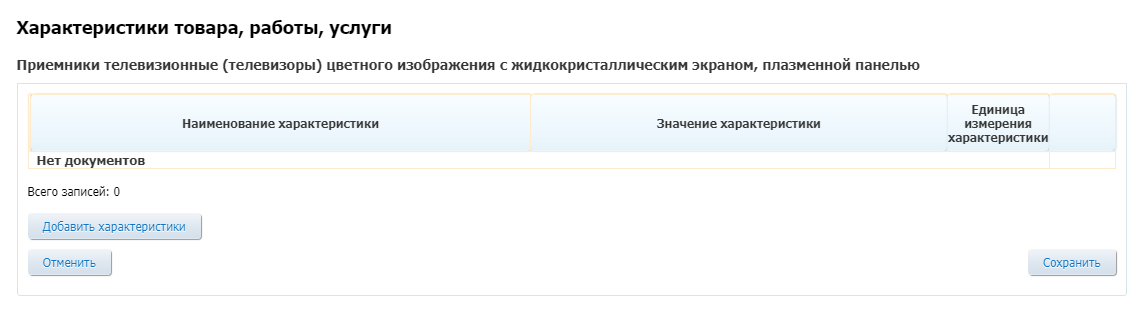 Характеристики товара, работы, услуги
Приемники телевизионные (телевизоры) цветного изображения с жидкокристаллическим экраном, плазменной панелью
Наименование характеристики
Значение характеристики
Единица
измерения
характеристики
Нет документов
Всего записей: 0
Добавить характеристики
Отменить
Сохранить